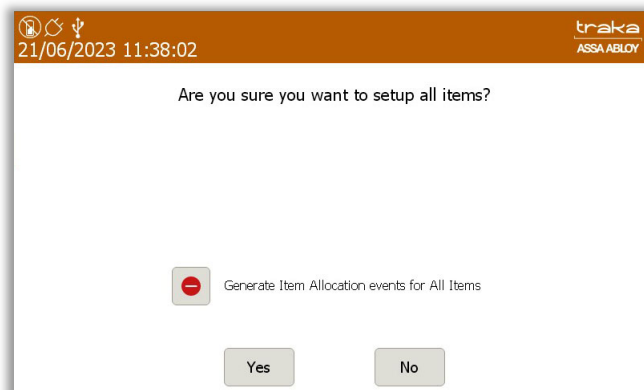 traka
21/06/2023 11:38:02
ASSA ABLOY
Are you sure you want to setup all items?
Generate Item Allocation events for All Items
Yes
No